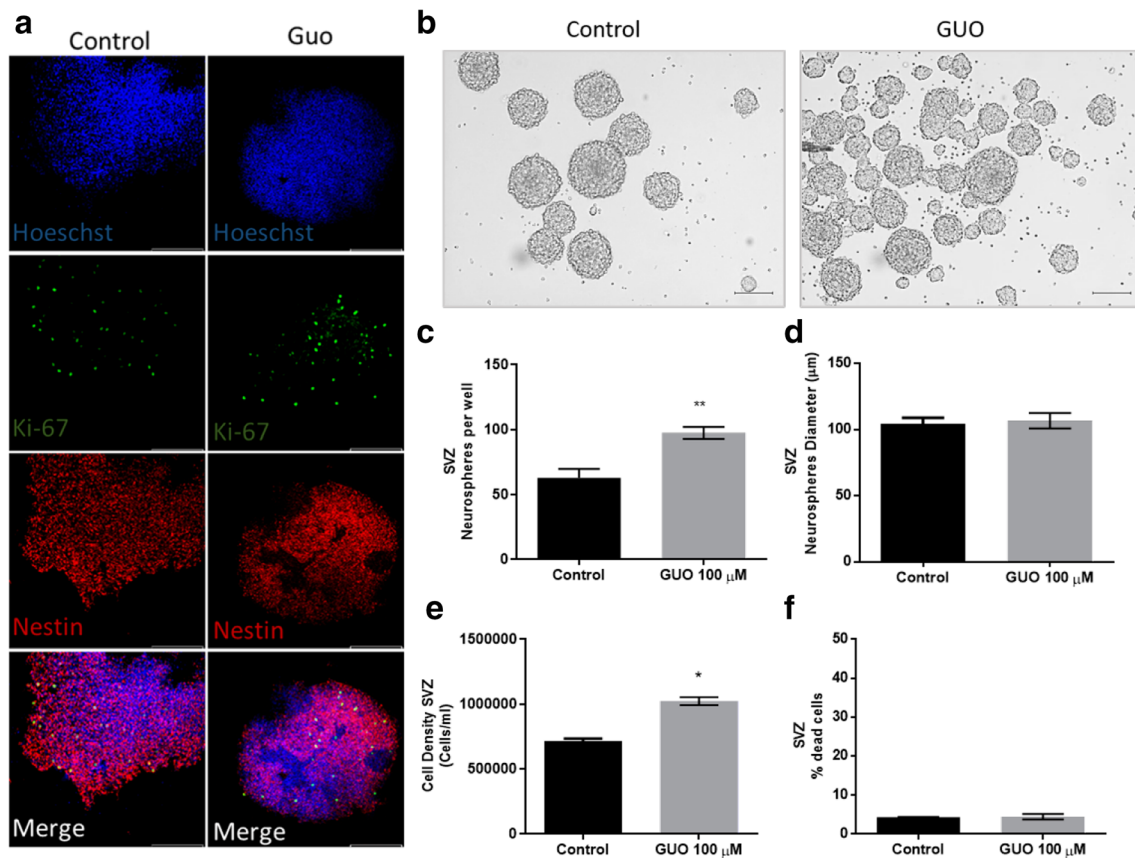 a
Control
Guo
Hoeschst
Hoeschst
Ki-67
Ki-67
Nestin
Nestin
Merge
Merge
b
Control
GUO
c
150
100
50
0
SVZ
Neurospheres per well
**
Control
GUO 100 μM
d
150
100
50
0
SVZ
Neurospheres Diameter (μm)
Control
GUO 100 μM
e
1500000
1000000
500000
0
Cell Density SVZ
(Cells/ml)
*
Control
GUO 100 μM
f
50
40
30
20
10
0
SVZ
% dead cells
Control
GUO 100 μM